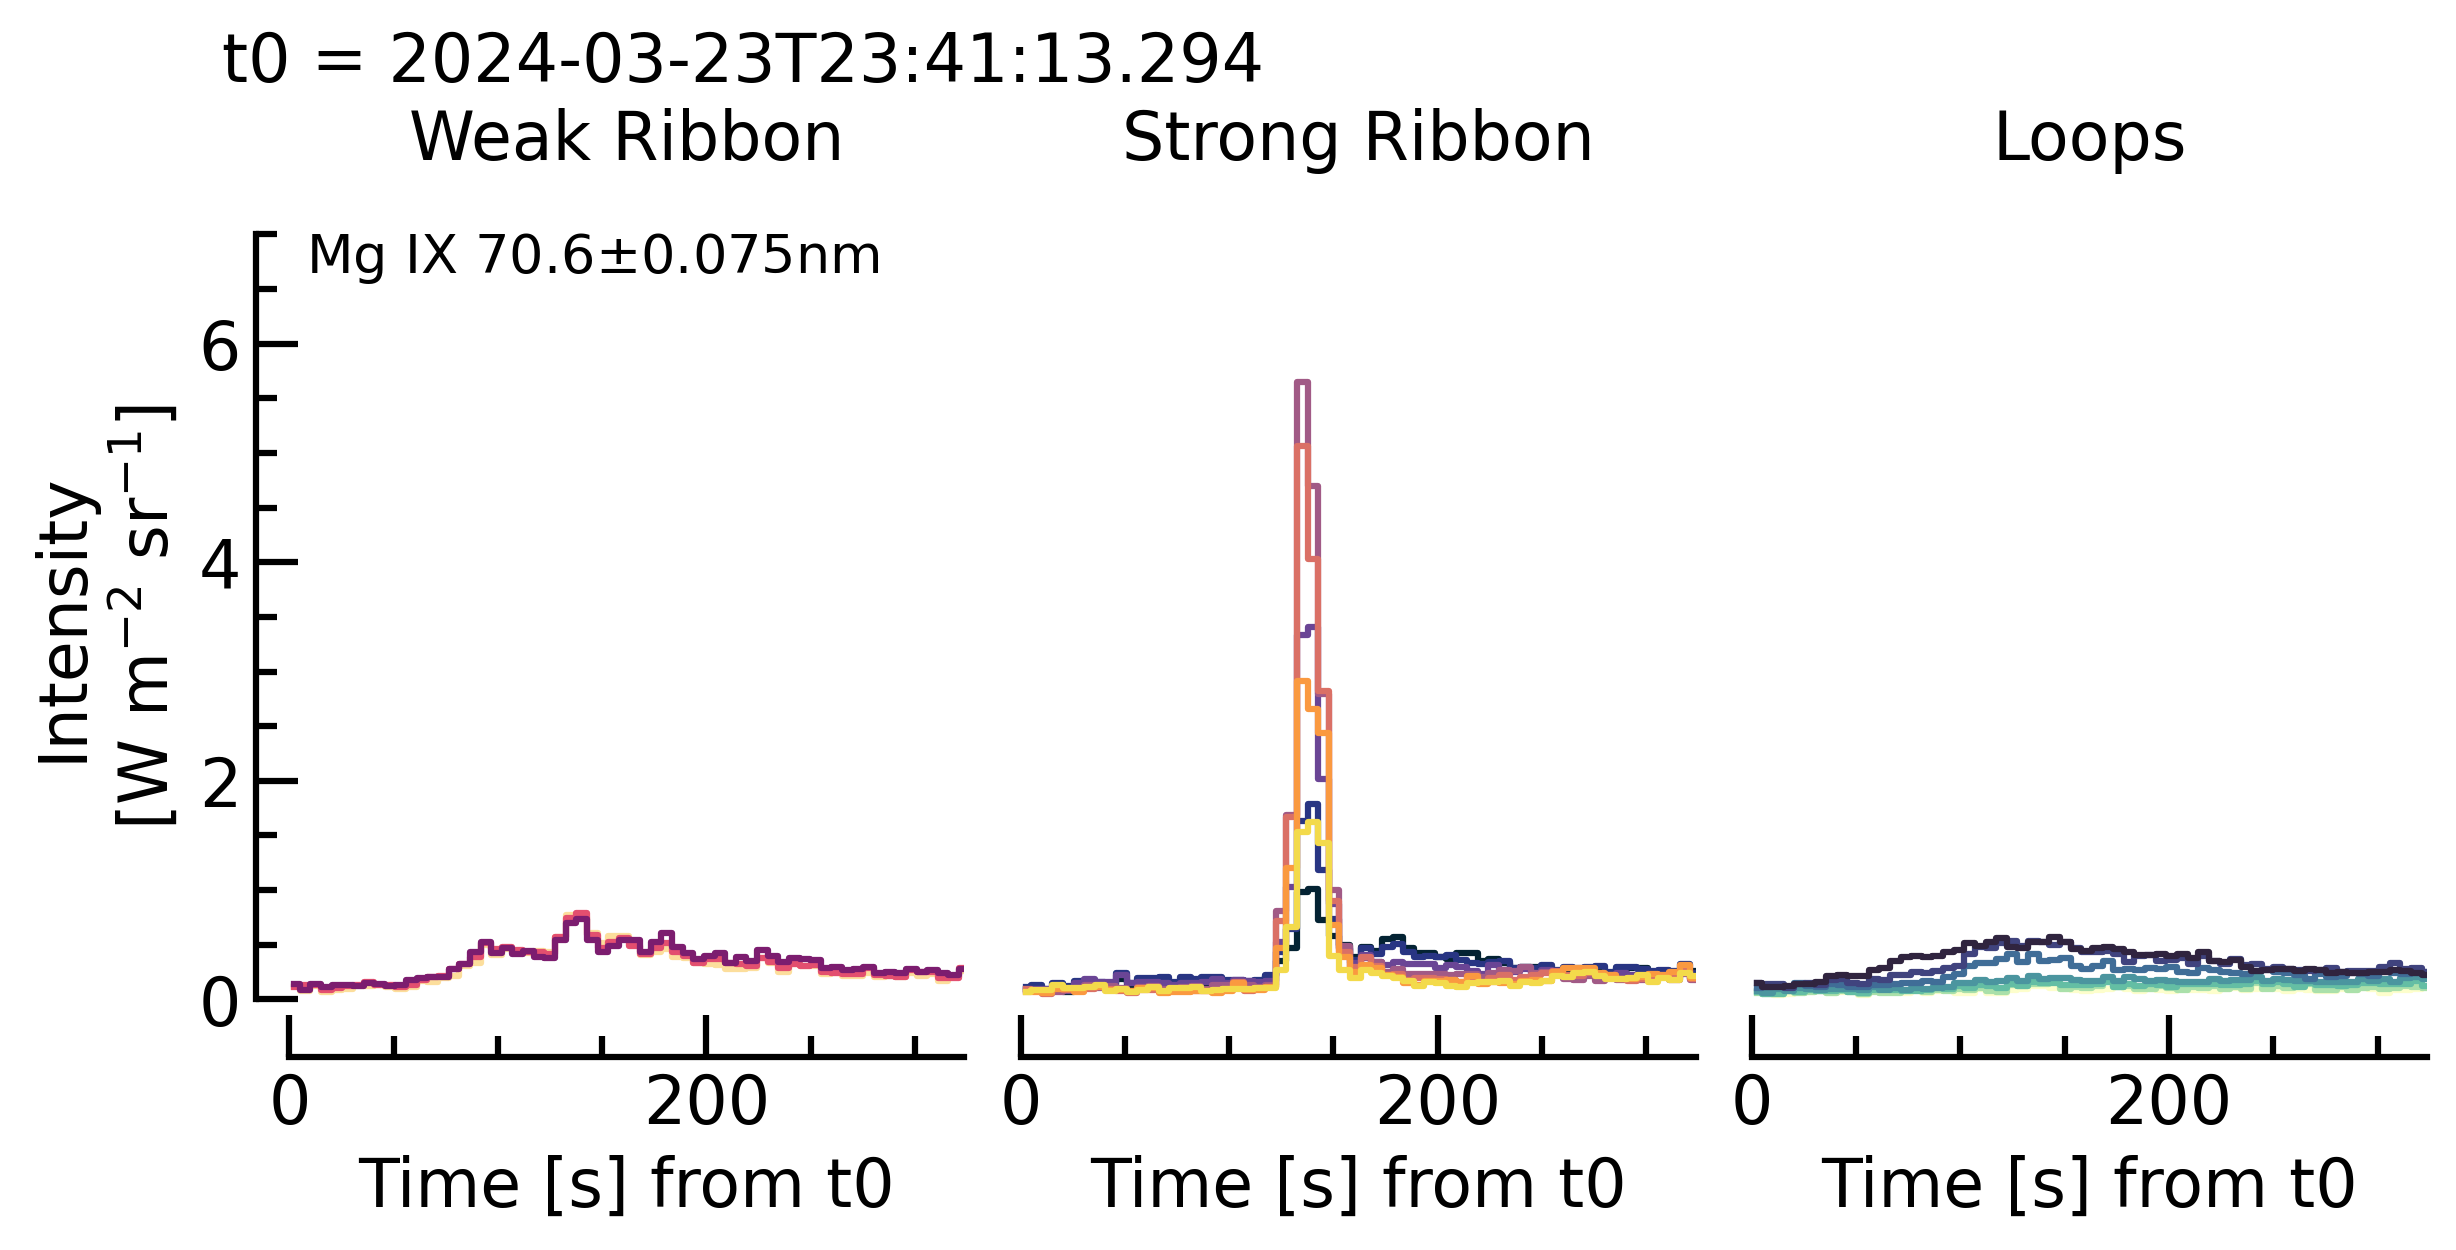 t0 = 2024-03-23T23:41:13.294
Weak Ribbon
Strong Ribbon
Loops
Mg IX 70.6±0.075nm
Intensity
[W m⁻² sr⁻¹]
6
4
2
0
0 200
0 200
0 200
Time [s] from t0
Time [s] from t0
Time [s] from t0